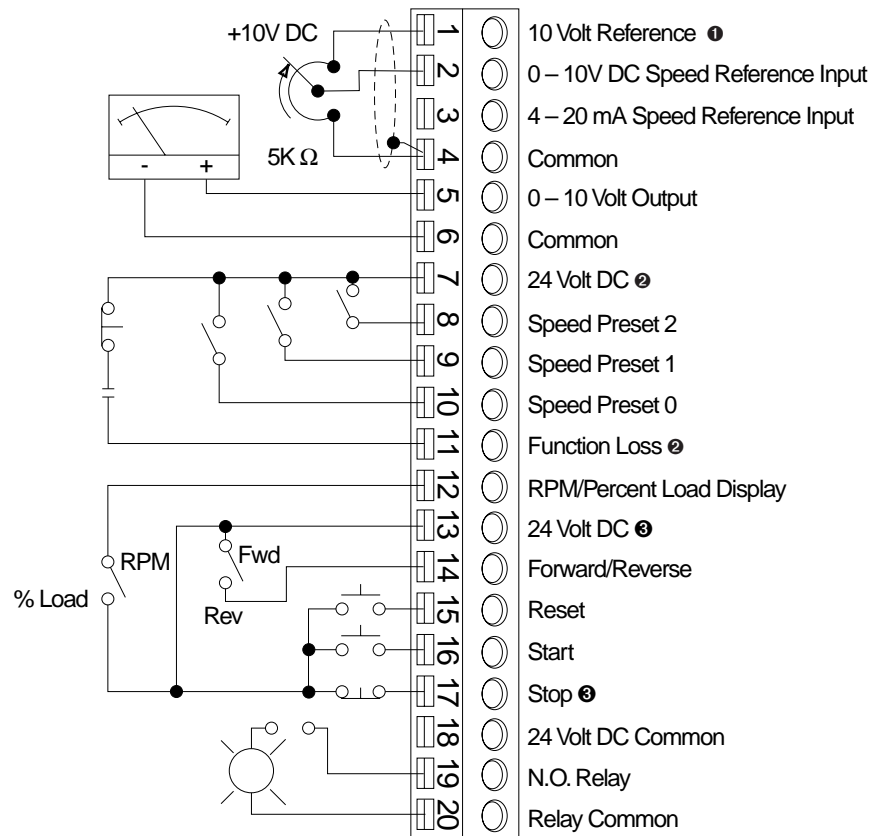 +10V DC
5K Ω
- +
RPM
% Load
Fwd
Rev
1 10 Volt Reference ❶
2 0 – 10V DC Speed Reference Input
3 4 – 20 mA Speed Reference Input
4 Common
5 0 – 10 Volt Output
6 Common
7 24 Volt DC ❷
8 Speed Preset 2
9 Speed Preset 1
10 Speed Preset 0
11 Function Loss ❷
12 RPM/Percent Load Display
13 24 Volt DC ❸
14 Forward/Reverse
15 Reset
16 Start
17 Stop ❸
18 24 Volt DC Common
19 N.O. Relay
20 Relay Common